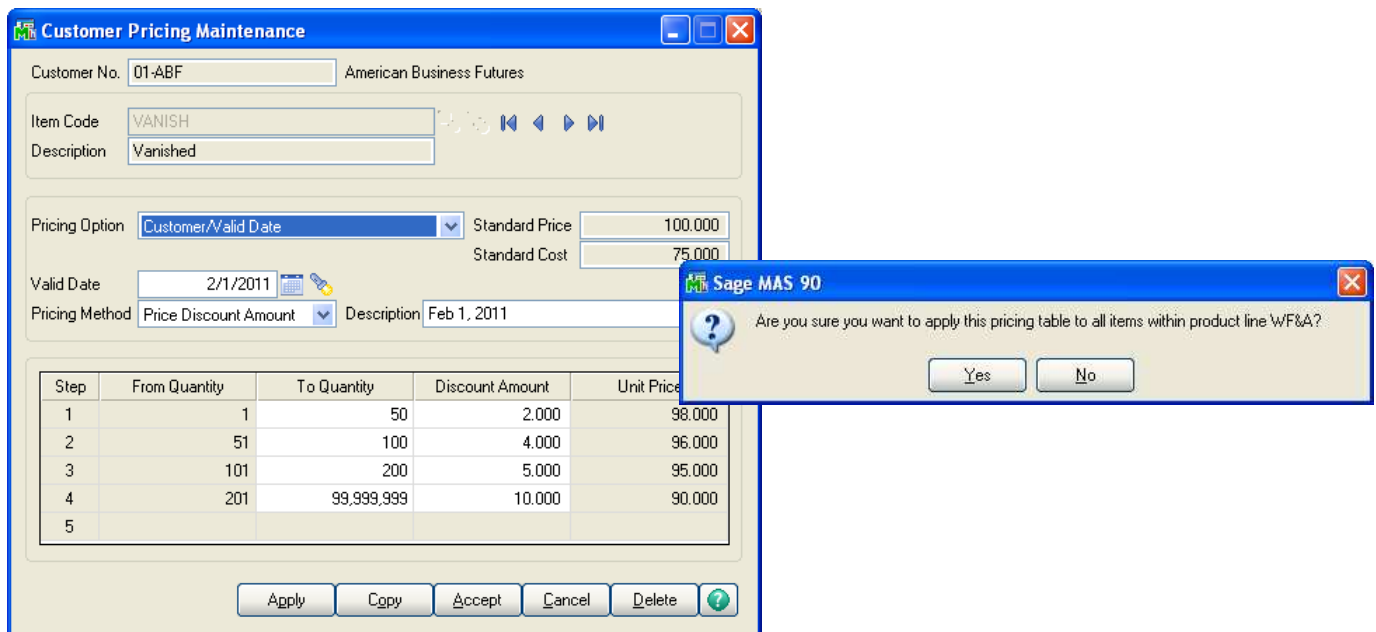 Customer Pricing Maintenance
Customer No. 01-ABF American Business Futures
Item Code VANISH
Description Vanished
Pricing Option Customer/Valid Date Standard Price 100.000
Standard Cost 75.000
Valid Date 2/1/2011
Pricing Method Price Discount Amount Description Feb 1, 2011
Step From Quantity To Quantity Discount Amount Unit Price
1 1 50 2.000 98.000
2 51 100 4.000 96.000
3 101 200 5.000 95.000
4 201 99,999,999 10.000 90.000
5
Apply Copy Accept Cancel Delete ?
Sage MAS 90
Are you sure you want to apply this pricing table to all items within product line WF&A?
Yes No